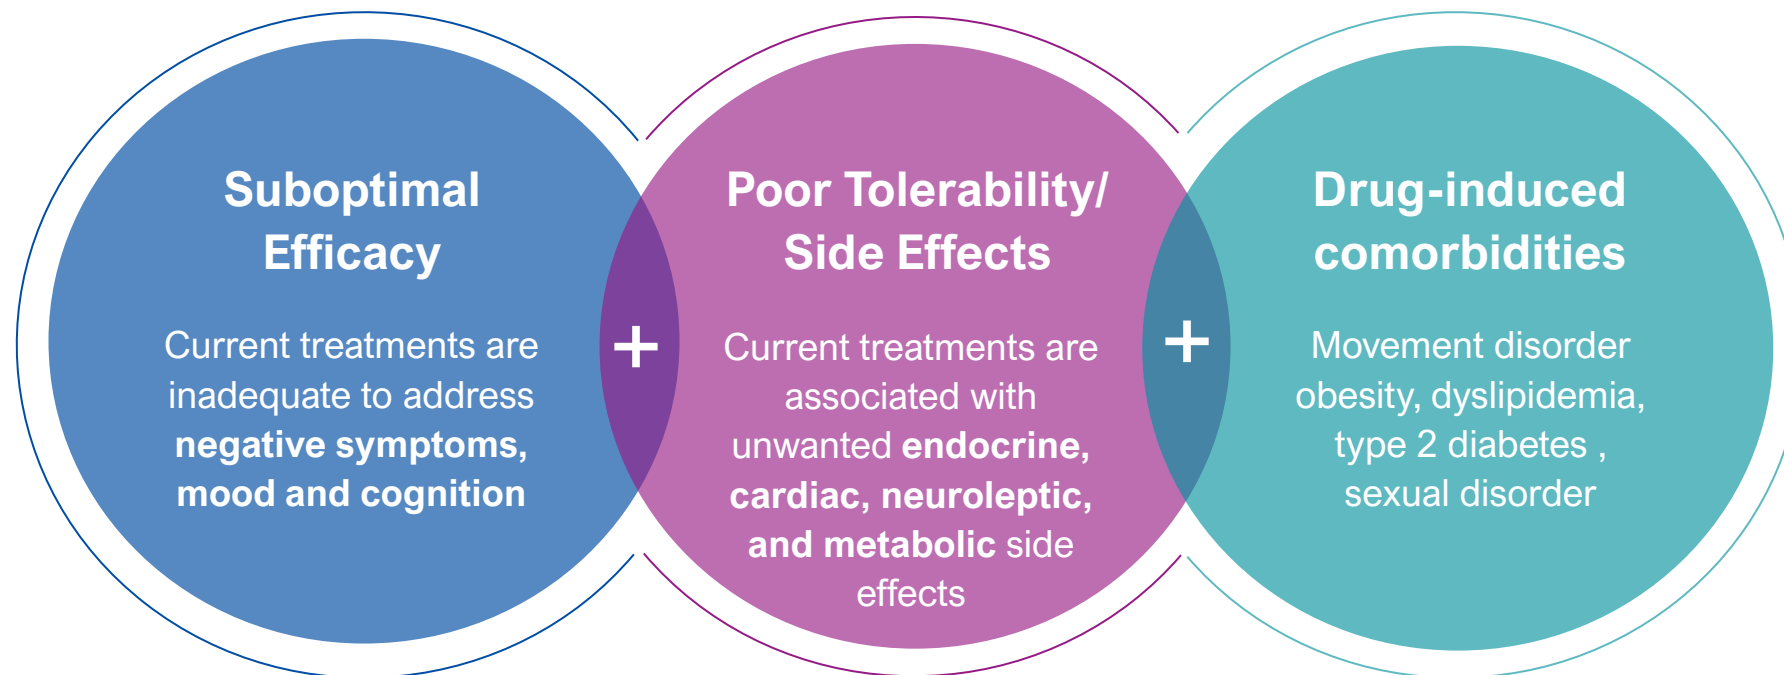 Suboptimal
Efficacy
Current treatments are
inadequate to address
negative symptoms,
mood and cognition
+
Poor Tolerability/
Side Effects
Current treatments are
associated with
unwanted endocrine,
cardiac, neuroleptic,
and metabolic side
effects
+
Drug-induced
comorbidities
Movement disorder
obesity, dyslipidemia,
type 2 diabetes ,
sexual disorder